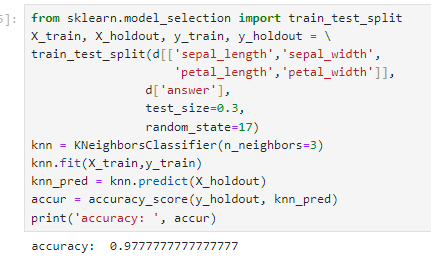 ]:
from sklearn.model_selection import train_test_split
X_train, X_holdout, y_train, y_holdout = \
train_test_split(d[['sepal_length','sepal_width',
'petal_length','petal_width']],
d['answer'],
test_size=0.3,
random_state=17)
knn = KNeighborsClassifier(n_neighbors=3)
knn.fit(X_train,y_train)
knn_pred = knn.predict(X_holdout)
accur = accuracy_score(y_holdout, knn_pred)
print('accuracy: ', accur)
accuracy:  0.9777777777777777